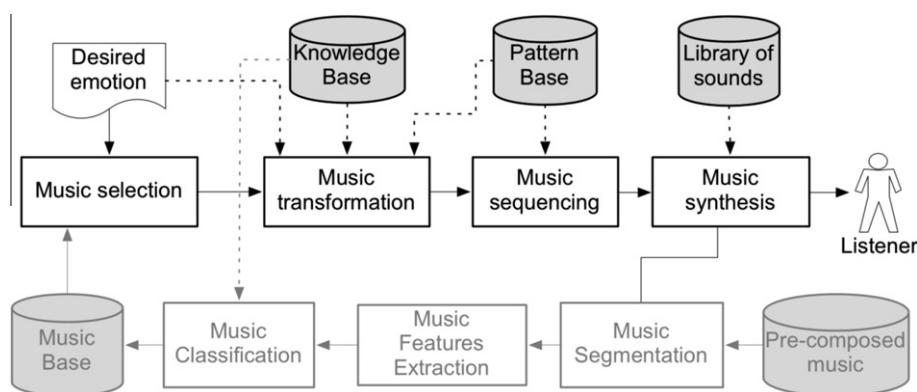 Desired
emotion
Knowledge
Base
Pattern
Base
Library of
sounds
Music selection
Music
transformation
Music
sequencing
Music
synthesis
Listener
Music
Base
Music
Classification
Music
Features
Extraction
Music
Segmentation
Pre-composed
music